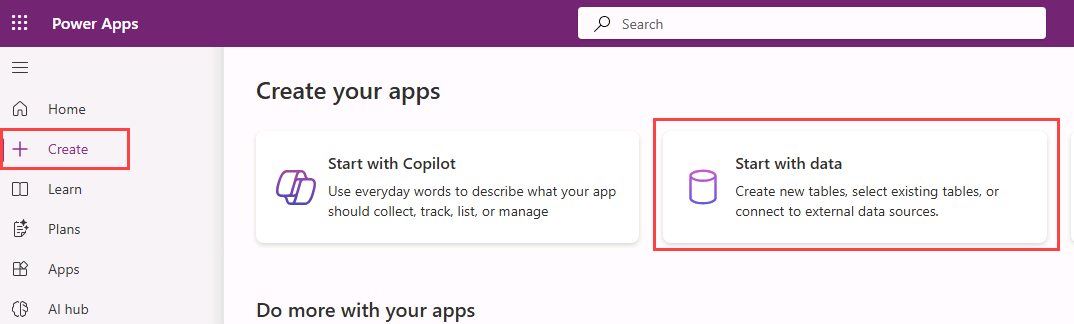 Power Apps
Search
Home
Create
Learn
Plans
Apps
AI hub
Create your apps
Start with Copilot
Use everyday words to describe what your app
should collect, track, list, or manage
Start with data
Create new tables, select existing tables, or
connect to external data sources.
Do more with your apps